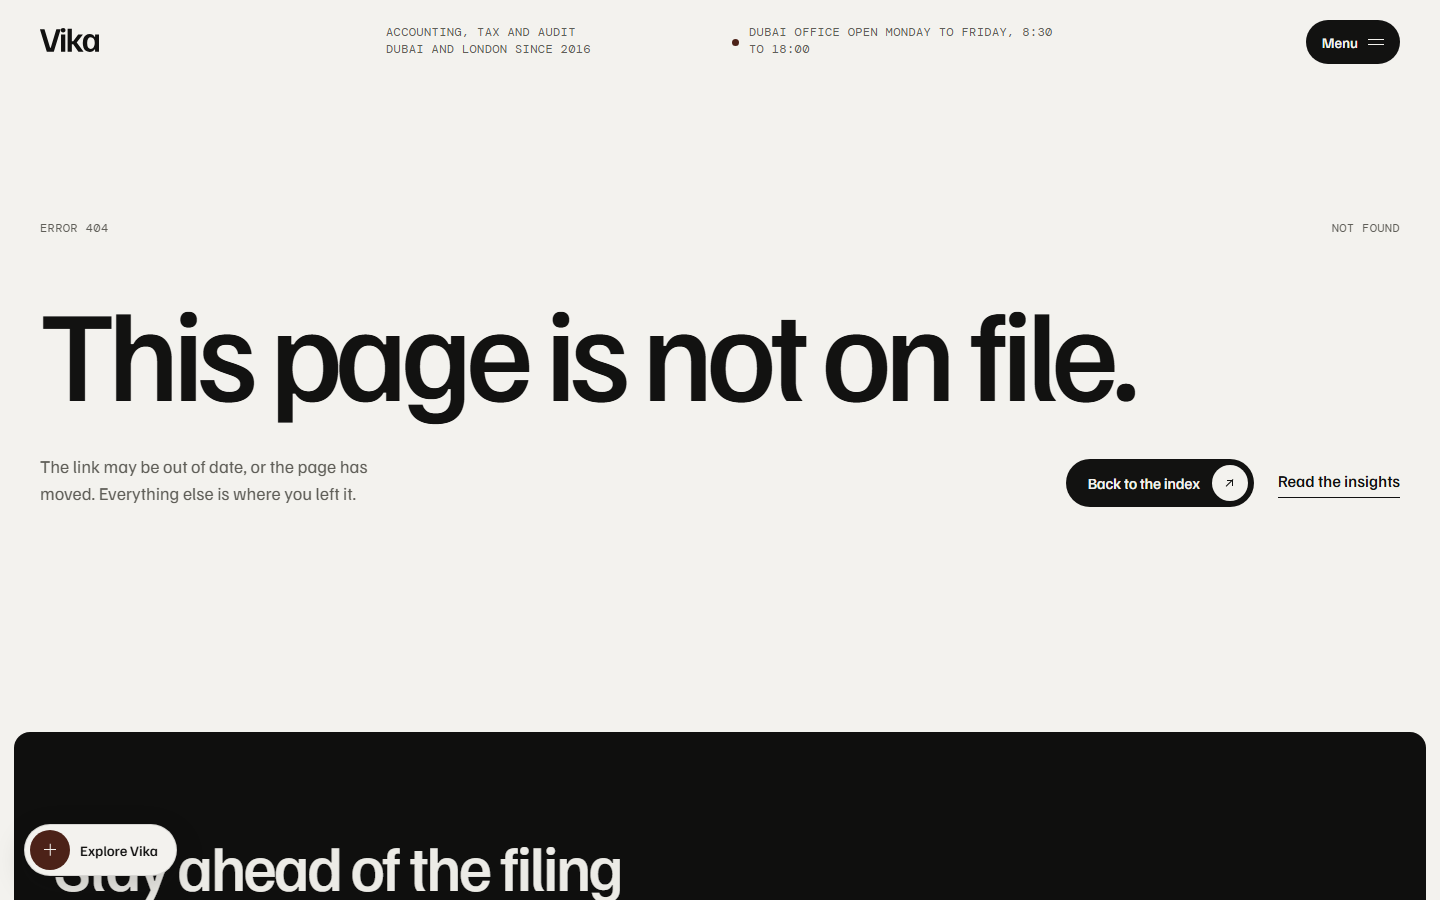 Vika
ACCOUNTING, TAX AND AUDIT
DUBAI AND LONDON SINCE 2016
DUBAI OFFICE OPEN MONDAY TO FRIDAY, 8:30
TO 18:00
Menu
ERROR 404
NOT FOUND
This page is not on file.
The link may be out of date, or the page has
moved. Everything else is where you left it.
Back to the index
Read the insights
Stay ahead of the filing
Explore Vika